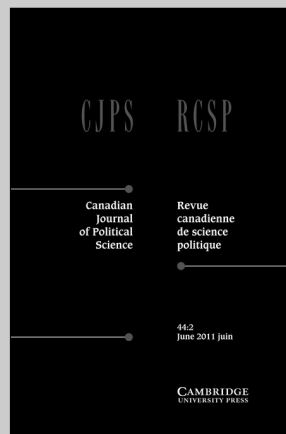 CJPS RCSP
Canadian
Journal
of Political
Science
Revue
canadienne
de science
politique
44:2
June 2011 juin
CAMBRIDGE
UNIVERSITY PRESS